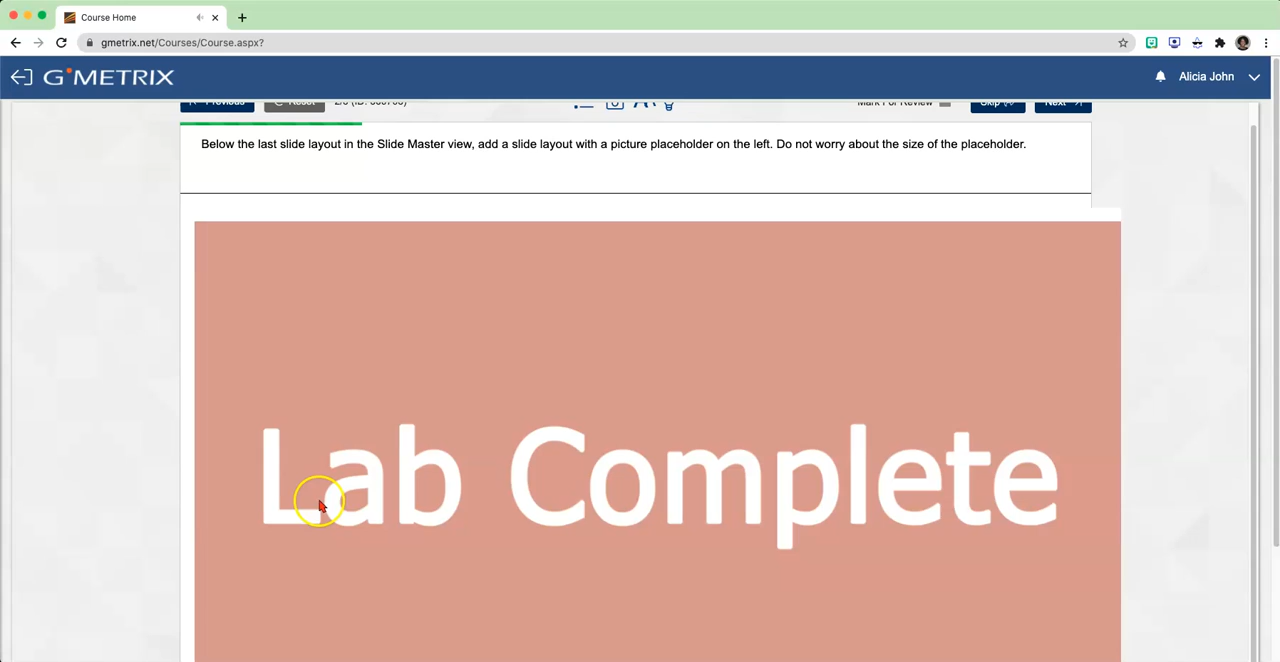 Course Home
gmetrix.net/Courses/Course.aspx?
G METRIX
Alicia John
Previous Reset Mark For Review Skip Next
Below the last slide layout in the Slide Master view, add a slide layout with a picture placeholder on the left. Do not worry about the size of the placeholder.
Lab Complete